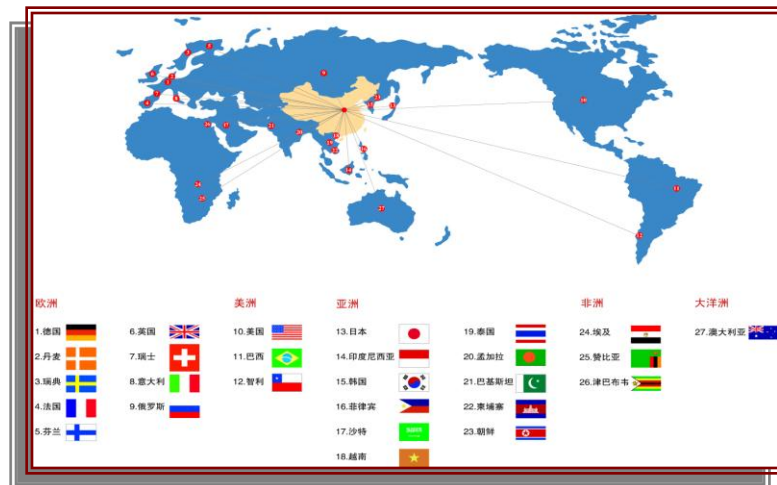 欧洲
美洲
亚洲
非洲
大洋洲
1.德国
6.英国
10.美国
13.日本
19.泰国
24.埃及
27.澳大利亚
2.丹麦
7.瑞士
11.巴西
14.印度尼西亚
20.孟加拉
25.赞比亚
3.瑞典
8.意大利
12.智利
15.韩国
21.巴基斯坦
26.津巴布韦
4.法国
9.俄罗斯
16.菲律宾
22.柬埔寨
5.芬兰
17.沙特
23.朝鲜
18.越南